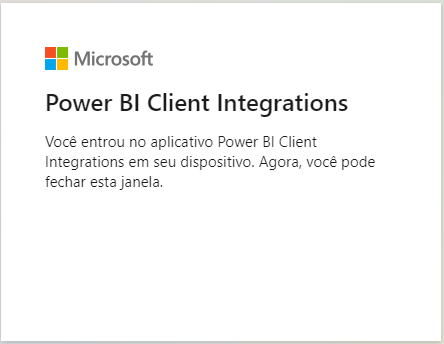 Microsoft
Power BI Client Integrations
Você entrou no aplicativo Power BI Client
Integrations em seu dispositivo. Agora, você pode
fechar esta janela.